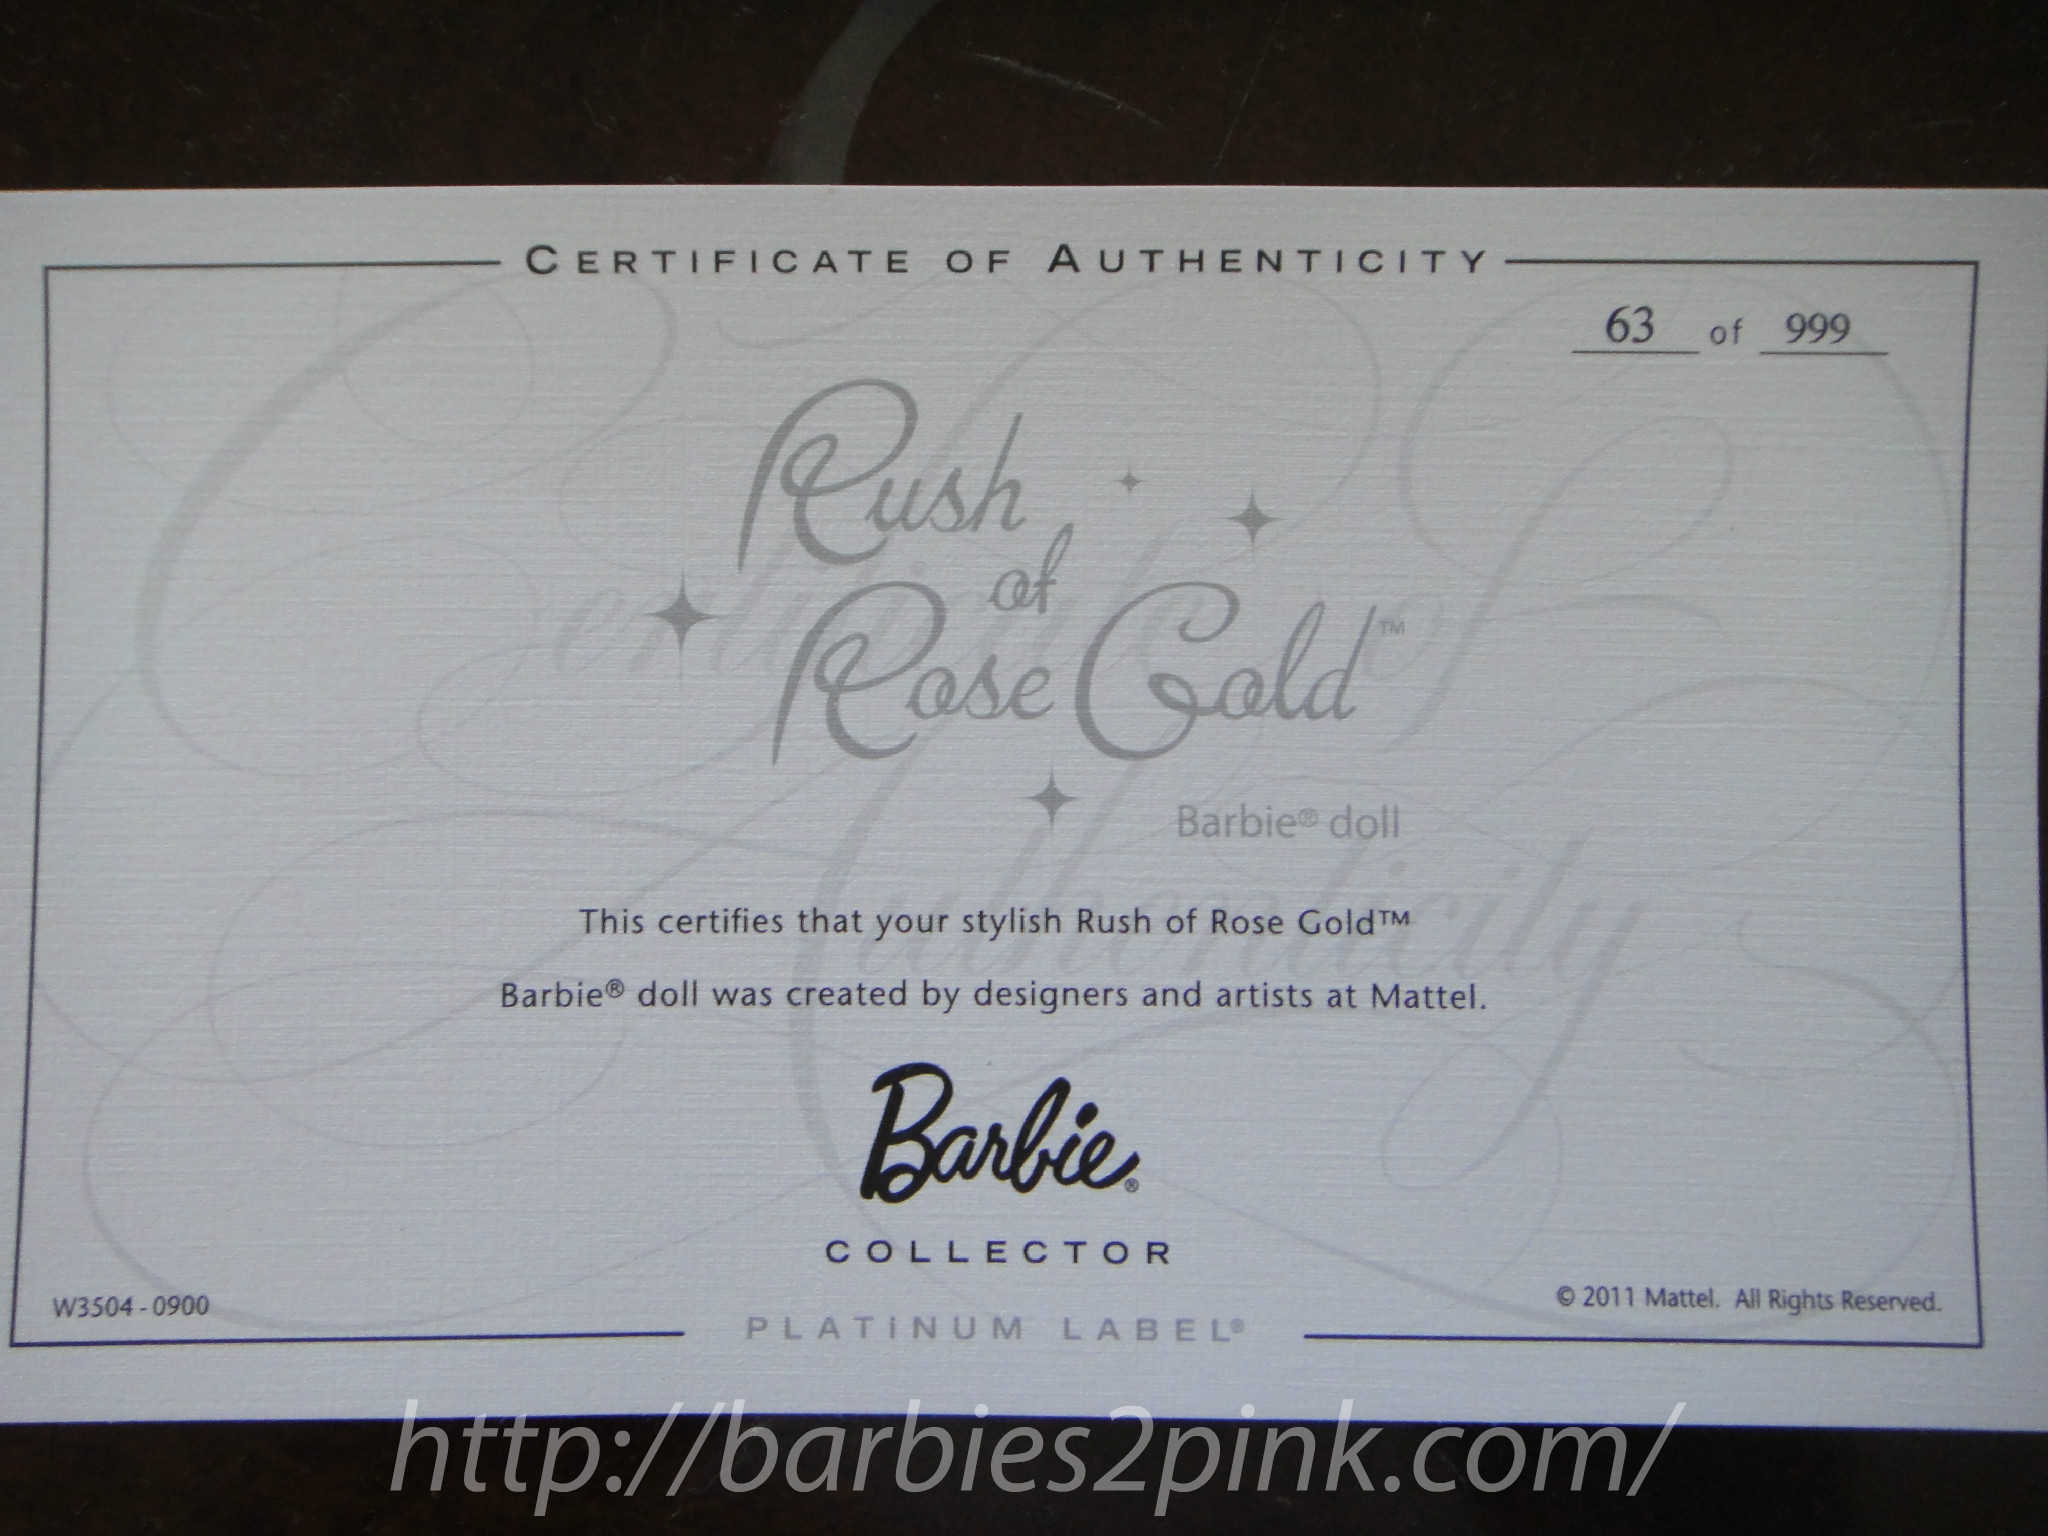 CERTIFICATE OF AUTHENTICITY
63 of 999
Rush
of
Rose Gold™
Barbie® doll
This certifies that your stylish Rush of Rose Gold™
Barbie® doll was created by designers and artists at Mattel.
Barbie®
COLLECTOR
W3504-0900
© 2011 Mattel. All Rights Reserved.
PLATINUM LABEL®
http://barbies2pink.com/